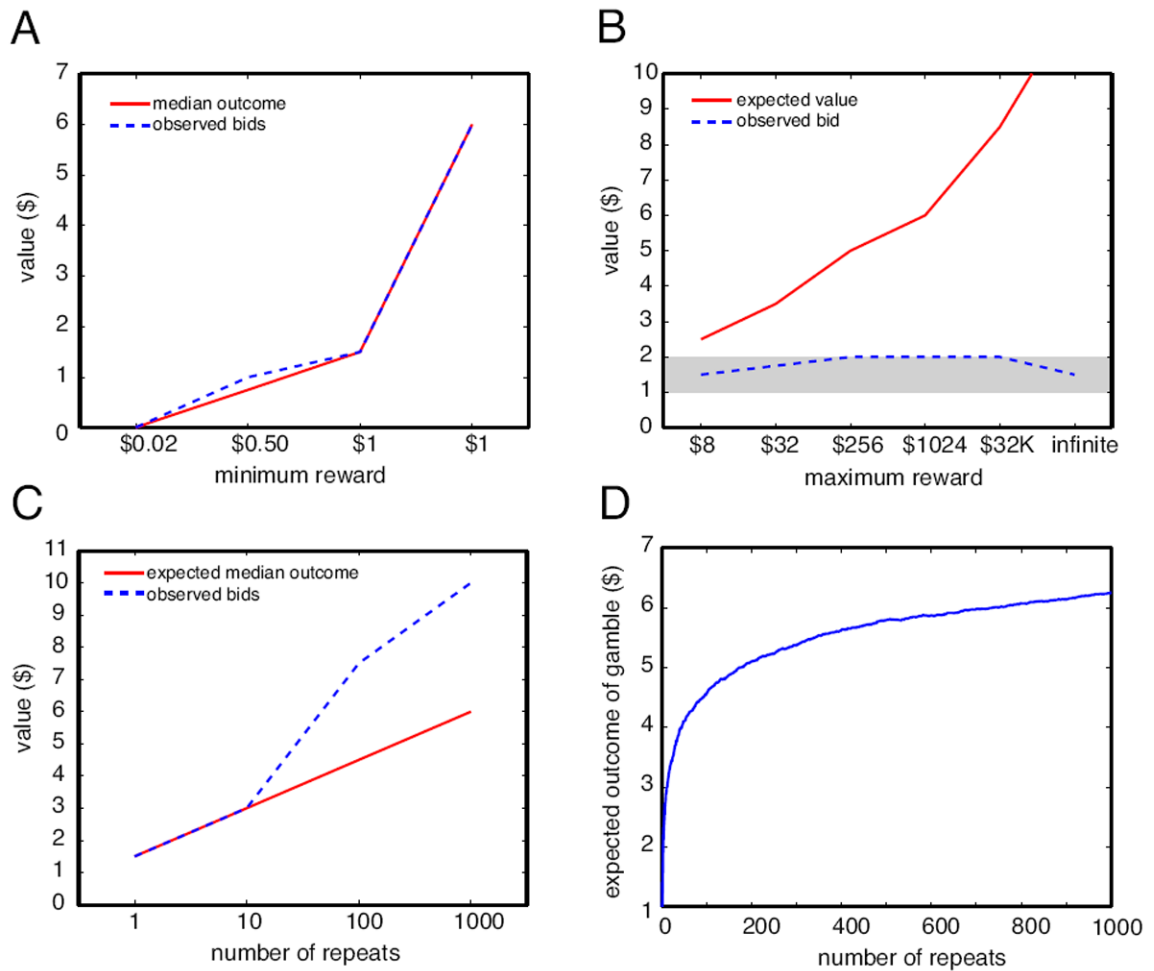 A
7
6
5
4
3
2
1
0
value ($)
median outcome
observed bids
$0.02 $0.50 $1 $1
minimum reward
B
10
9
8
7
6
5
4
3
2
1
0
value ($)
expected value
observed bid
$8 $32 $256 $1024 $32K infinite
maximum reward
C
11
10
9
8
7
6
5
4
3
2
1
0
value ($)
expected median outcome
observed bids
1 10 100 1000
number of repeats
D
7
6
5
4
3
2
1
expected outcome of gamble ($)
0 200 400 600 800 1000
number of repeats